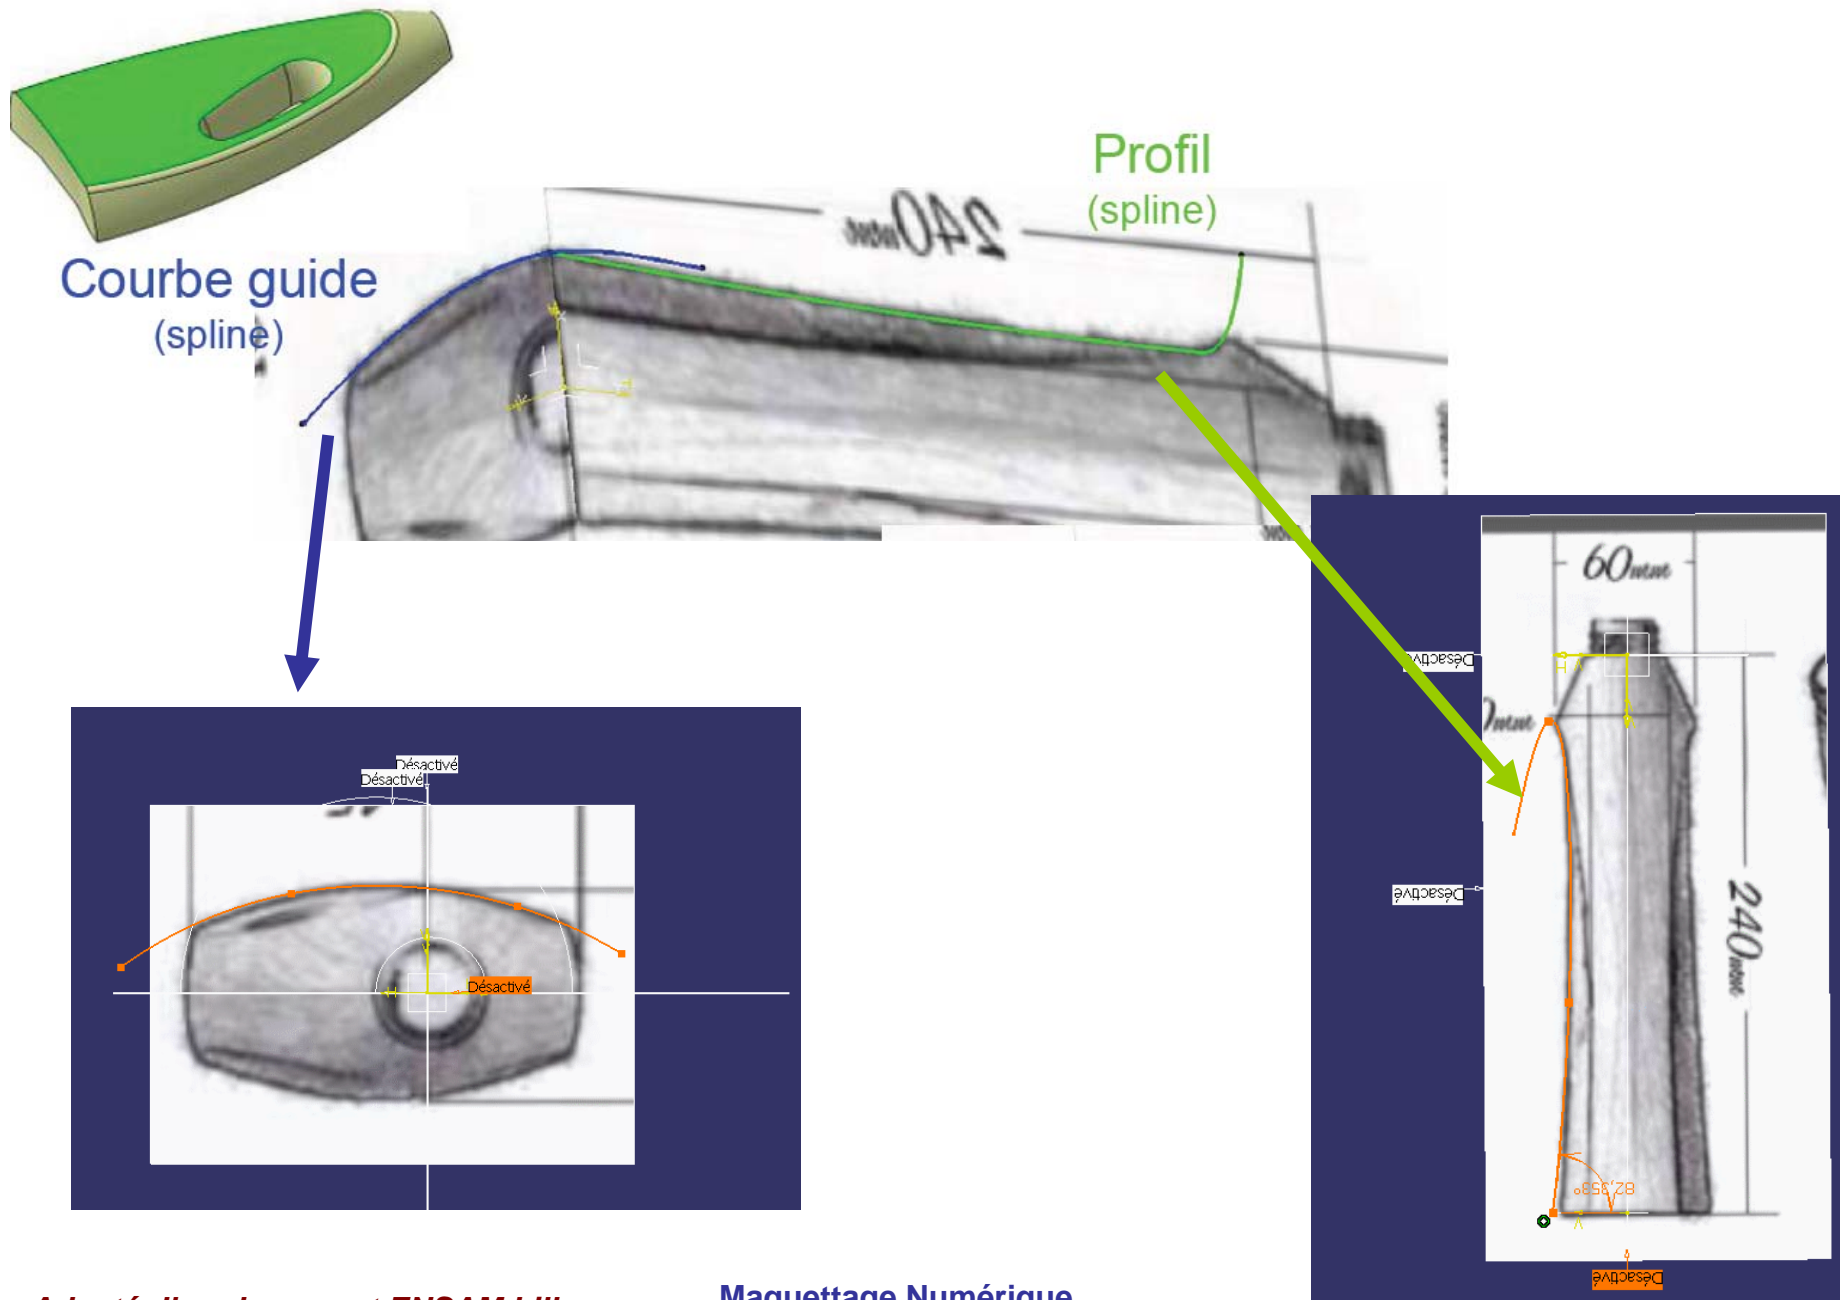 Profil
(spline)
240mm
Courbe guide
(spline)
60mm
Désactivé
Désactivé
Désactivé
Désactivé
Désactivé
240mm
82,353°
Désactivé
Maquettage Numérique